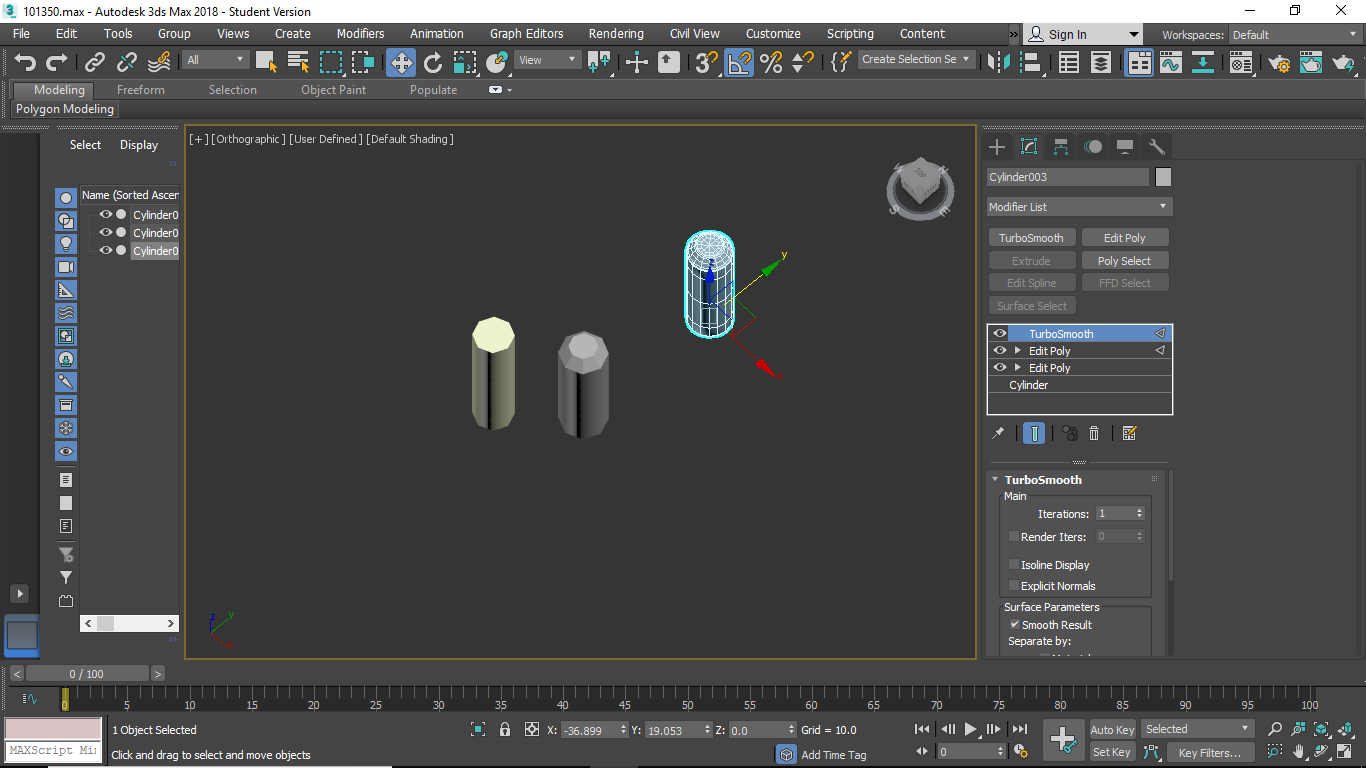 101350.max - Autodesk 3ds Max 2018 - Student Version
File Edit Tools Group Views Create Modifiers Animation Graph Editors Rendering Civil View Customize Scripting Content » Sign In Workspaces: Default
All View Create Selection Se
Modeling Freeform Selection Object Paint Populate
Polygon Modeling
Select Display
Name (Sorted Ascen
Cylinder0
Cylinder0
Cylinder0
[+] [Orthographic] [User Defined] [Default Shading]
TOP
S E
z y x
z y x
Cylinder003
Modifier List
TurboSmooth Edit Poly
Extrude Poly Select
Edit Spline FFD Select
Surface Select
TurboSmooth
Edit Poly
Edit Poly
Cylinder
TurboSmooth
Main
Iterations: 1
Render Iters: 0
Isoline Display
Explicit Normals
Surface Parameters
Smooth Result
Separate by:
< 0 / 100 >
0 5 10 15 20 25 30 35 40 45 50 55 60 65 70 75 80 85 90 95 100
1 Object Selected X: -36.899 Y: 19.053 Z: 0.0 Grid = 10.0 Auto Key Selected
MAXScript Mi Click and drag to select and move objects Add Time Tag 0 Set Key Key Filters...